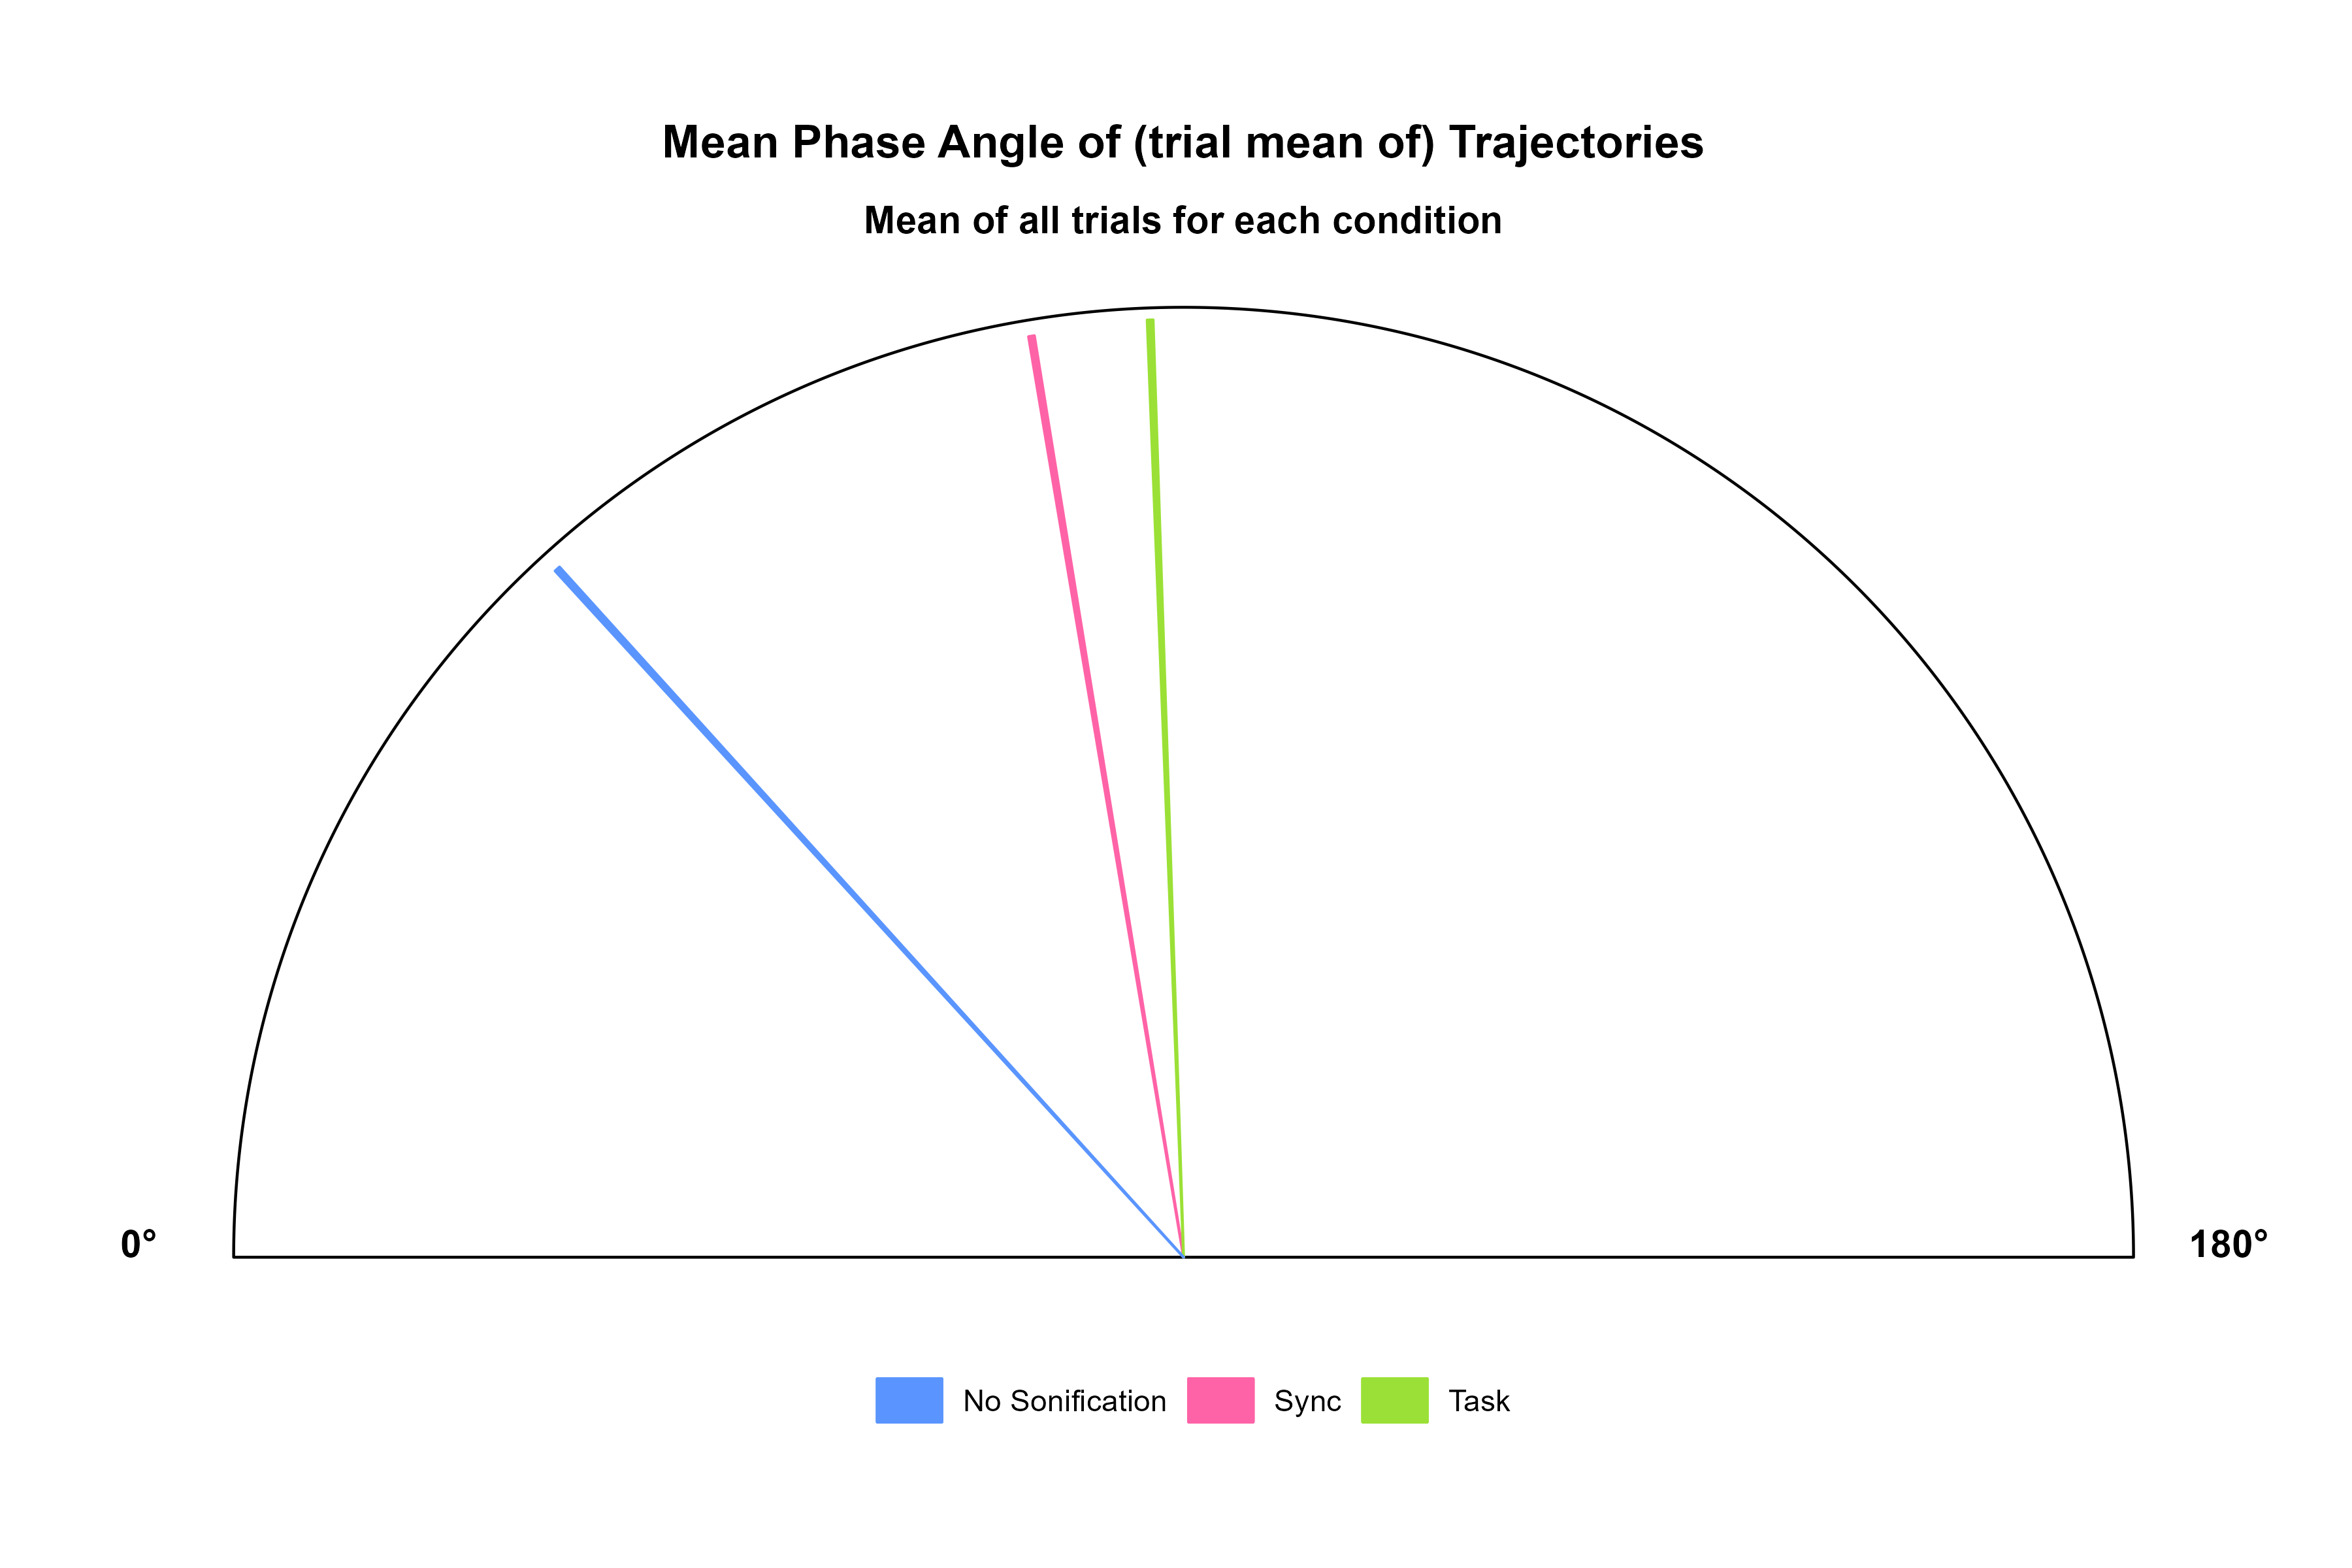 Mean Phase Angle of (trial mean of) Trajectories
Mean of all trials for each condition
0°
180°
No Sonification
Sync
Task